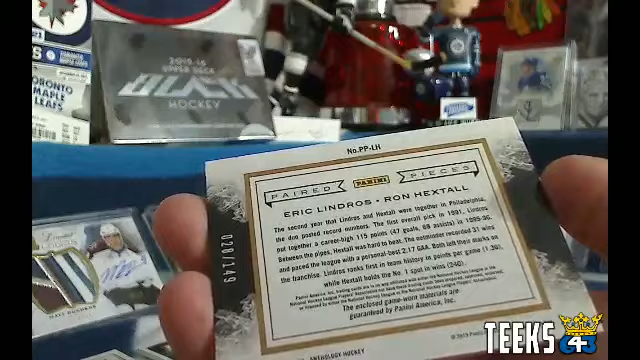 TORONTO
MAPLE
LEAFS
2015-16
UPPER DECK
BLACK
HOCKEY
No.PP-LH
PAIRED PANINI PIECES
ERIC LINDROS • RON HEXTALL
The second year that Lindros and Hextall were together in Philadelphia,
the duo posted record numbers. The first overall pick in 1991, Lindros
put together a career-high 115 points (47 goals, 68 assists) in 1995-96.
Between the pipes, Hextall was hard to beat. The netminder recorded 31 wins
and paced the league with a personal-best 2.17 GAA. Both left their marks on
the franchise. Lindros ranks first in team history in points per game (1.36),
while Hextall holds the No. 1 spot in wins (240).
The enclosed game-worn materials are
guaranteed by Panini America, Inc.
020/149
ANTHOLOGY HOCKEY
TEEKS 43